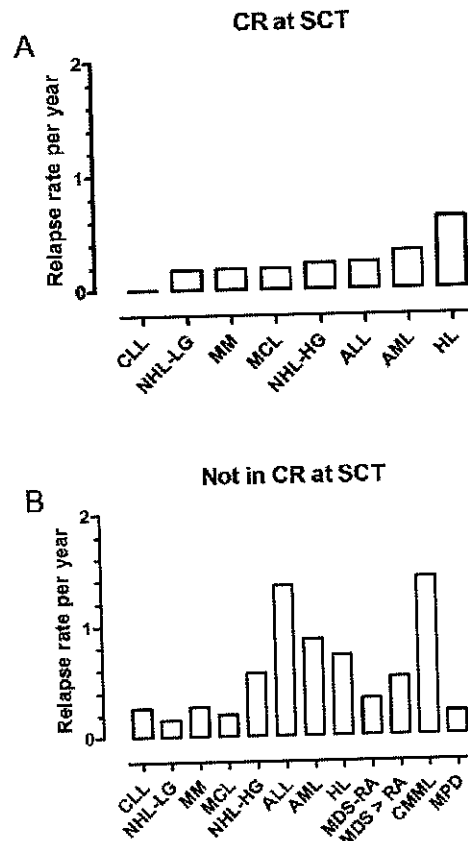 CR at SCT
A
2
1
0
Relapse rate per year
CLL
NHL-LG
MM
MCL
NHL-HG
ALL
AML
HL
Not in CR at SCT
B
2
1
0
Relapse rate per year
CLL
NHL-LG
MM
MCL
NHL-HG
ALL
AML
HL
MDS-RA
MDS > RA
CMML
MPD